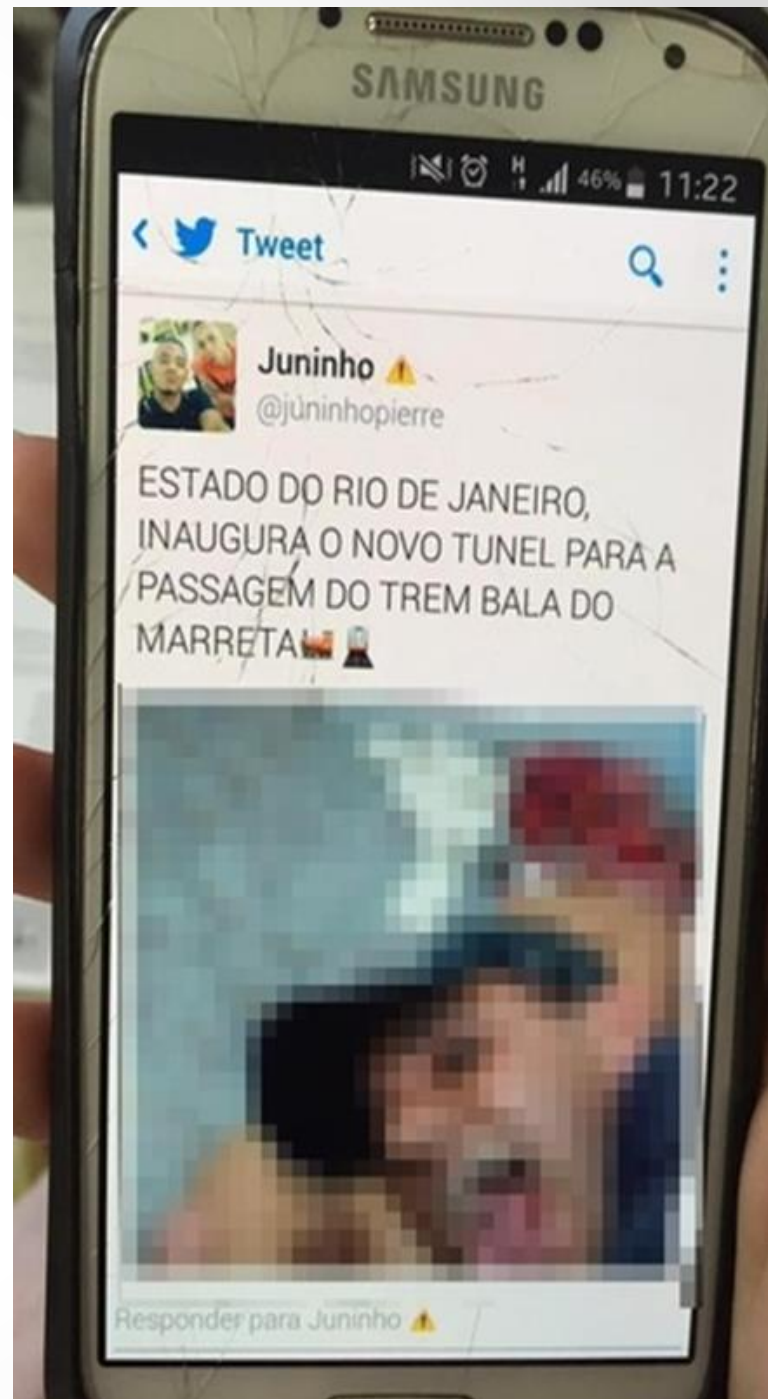 SAMSUNG
46% 11:22
Tweet
Juninho ⚠️
@juninhopierre
ESTADO DO RIO DE JANEIRO,
INAUGURA O NOVO TUNEL PARA A
PASSAGEM DO TREM BALA DO
MARRETA🚂🚆
Responder para Juninho ⚠️